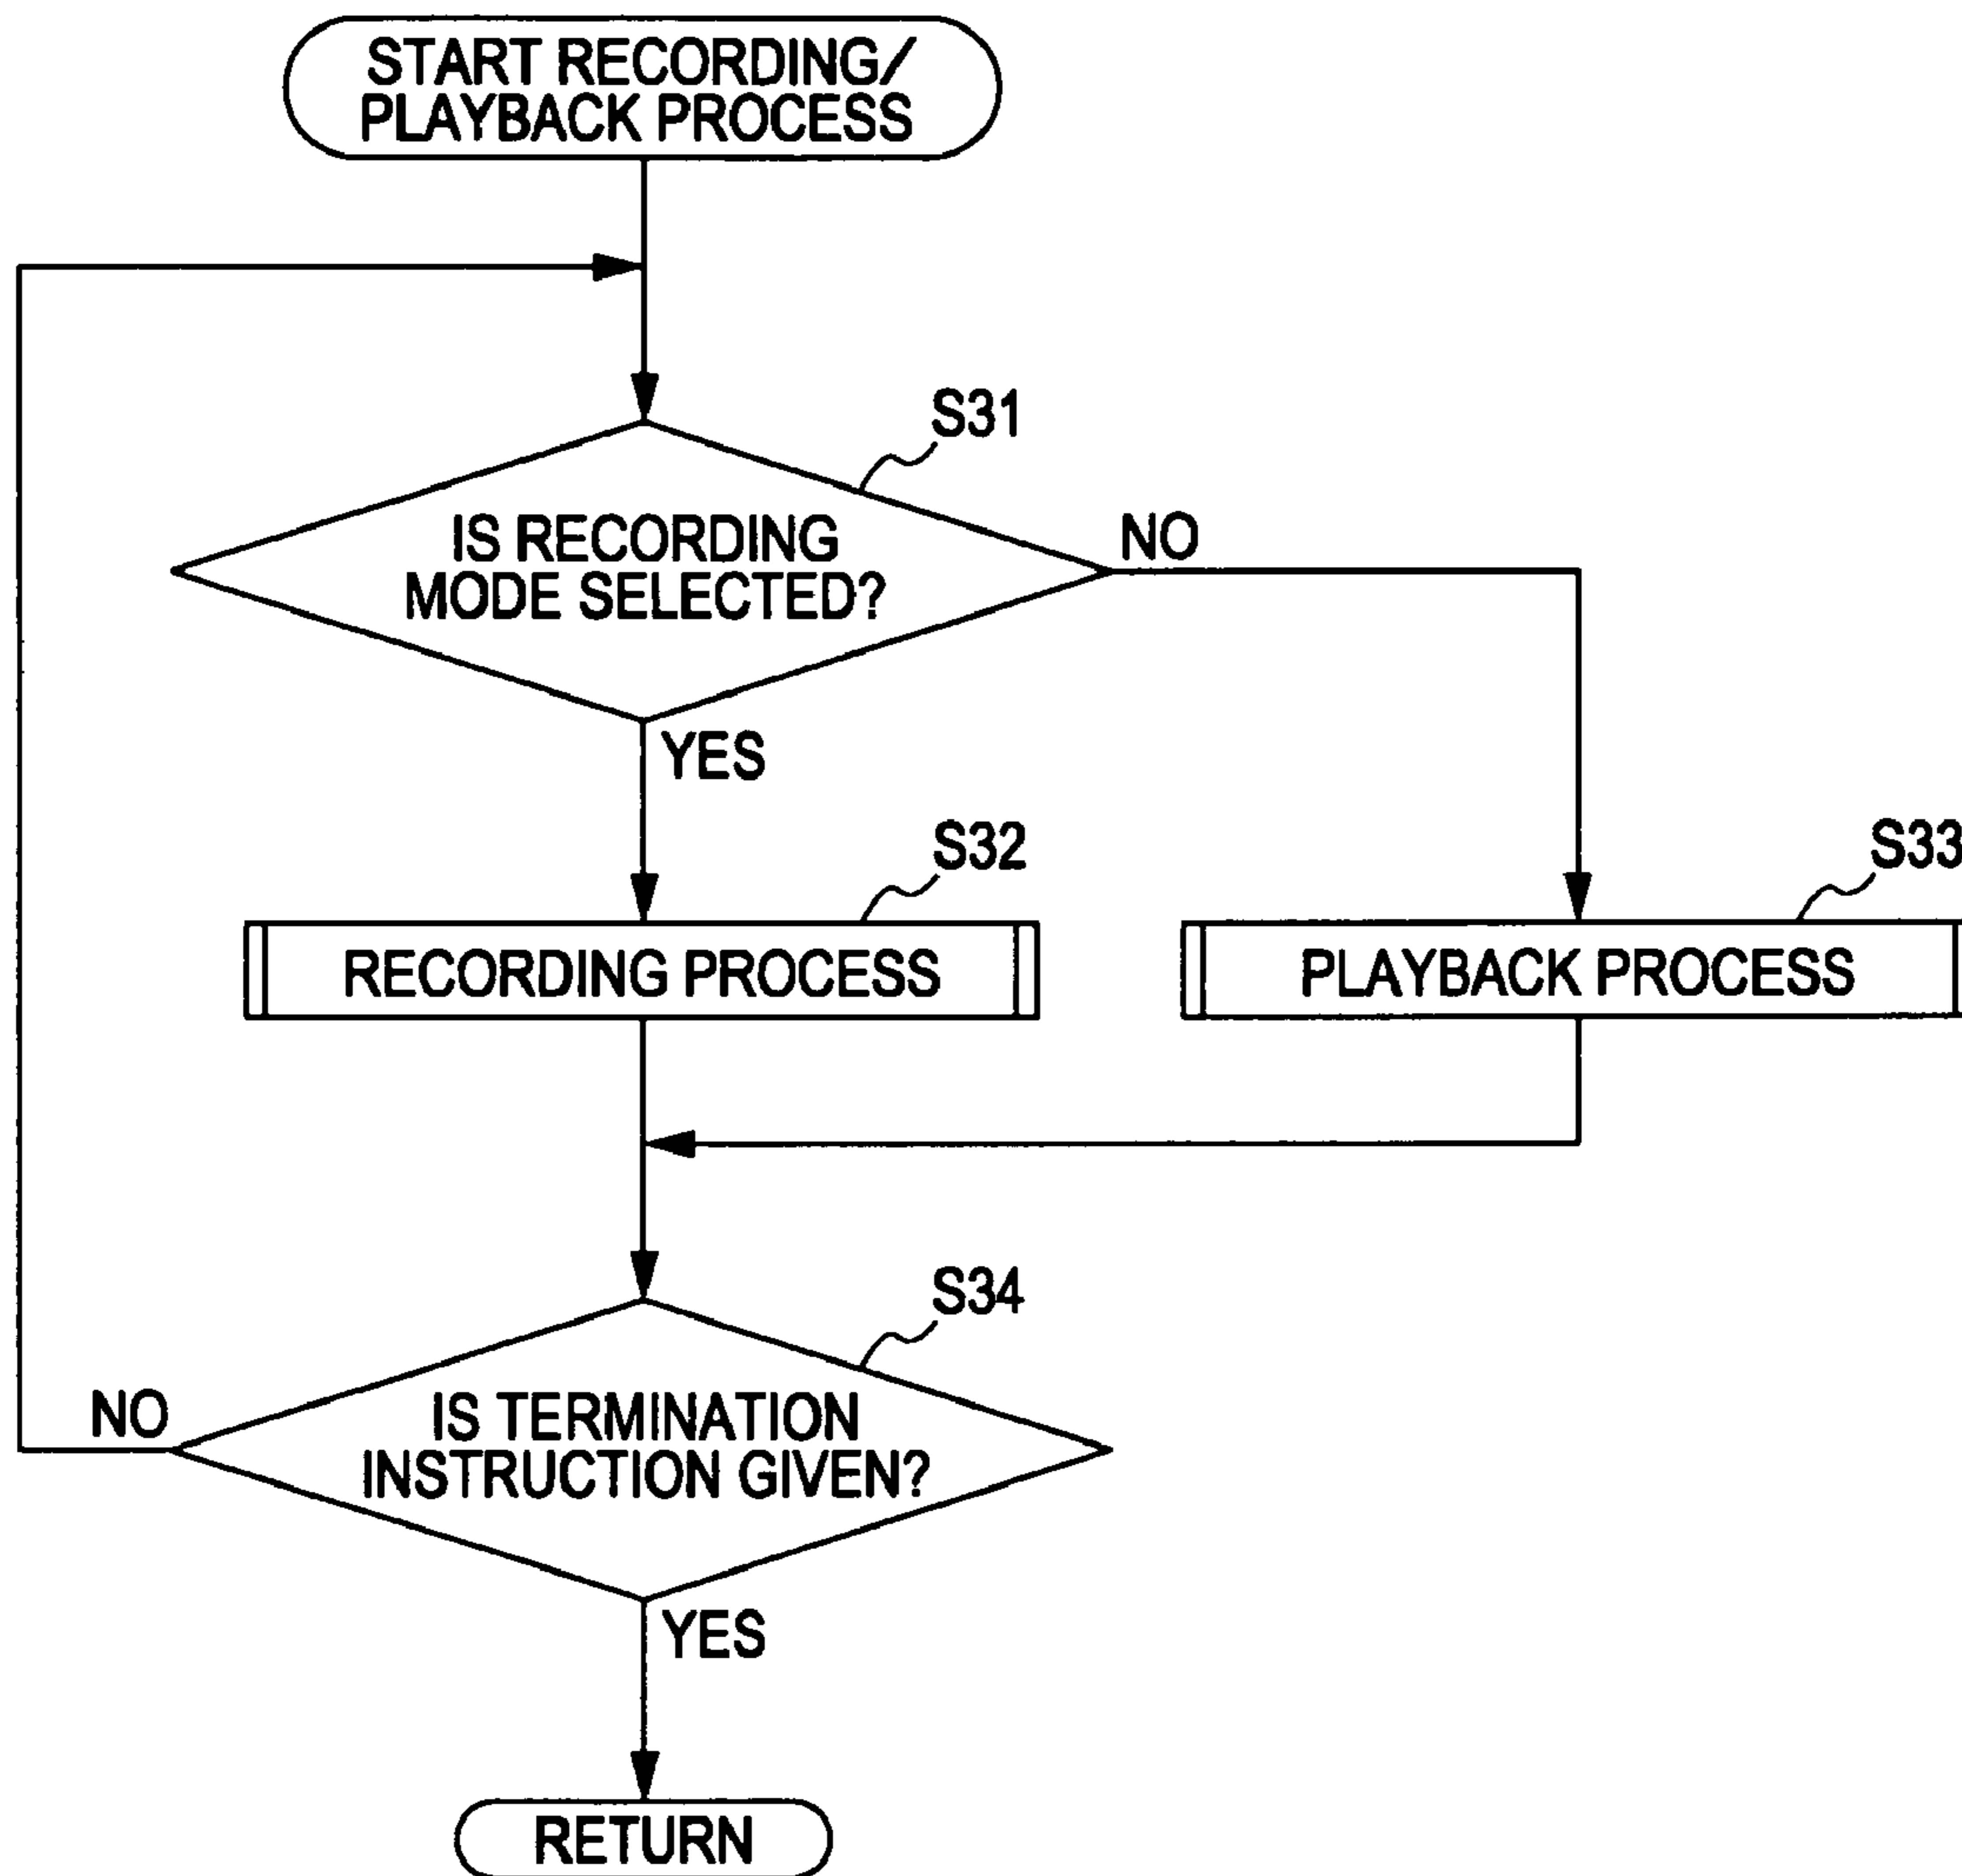 START RECORDING/
PLAYBACK PROCESS
S31
IS RECORDING
MODE SELECTED?
NO
YES
S32
RECORDING PROCESS
S33
PLAYBACK PROCESS
S34
IS TERMINATION
INSTRUCTION GIVEN?
NO
YES
RETURN